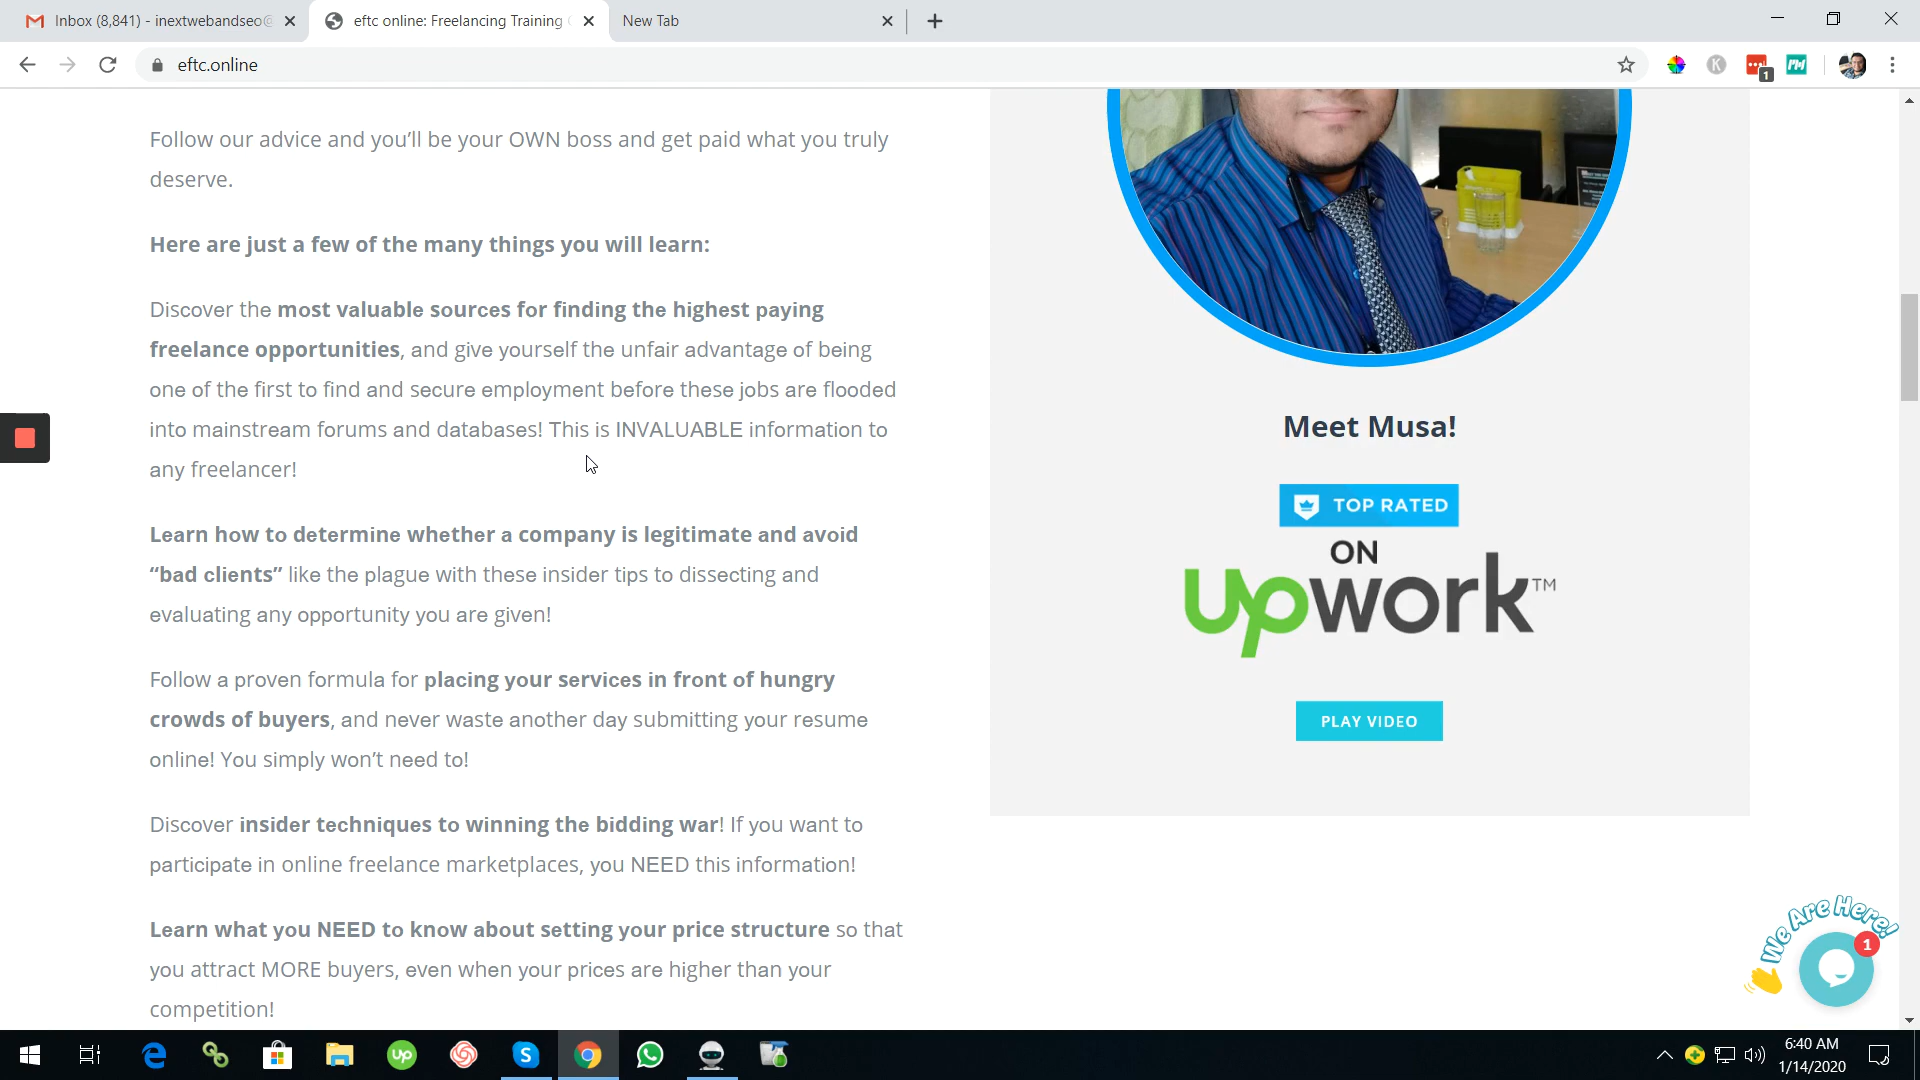 Inbox (8,841) - inextwebandseo@
eftc online: Freelancing Training
New Tab
eftc.online
K
1
PM
Follow our advice and you’ll be your OWN boss and get paid what you truly
deserve.
Here are just a few of the many things you will learn:
Discover the most valuable sources for finding the highest paying
freelance opportunities, and give yourself the unfair advantage of being
one of the first to find and secure employment before these jobs are flooded
into mainstream forums and databases! This is INVALUABLE information to
any freelancer!
Learn how to determine whether a company is legitimate and avoid
“bad clients” like the plague with these insider tips to dissecting and
evaluating any opportunity you are given!
Follow a proven formula for placing your services in front of hungry
crowds of buyers, and never waste another day submitting your resume
online! You simply won’t need to!
Discover insider techniques to winning the bidding war! If you want to
participate in online freelance marketplaces, you NEED this information!
Learn what you NEED to know about setting your price structure so that
you attract MORE buyers, even when your prices are higher than your
competition!
Meet Musa!
TOP RATED
ON
upwork™
PLAY VIDEO
We Are Here!
1
up
6:40 AM
1/14/2020